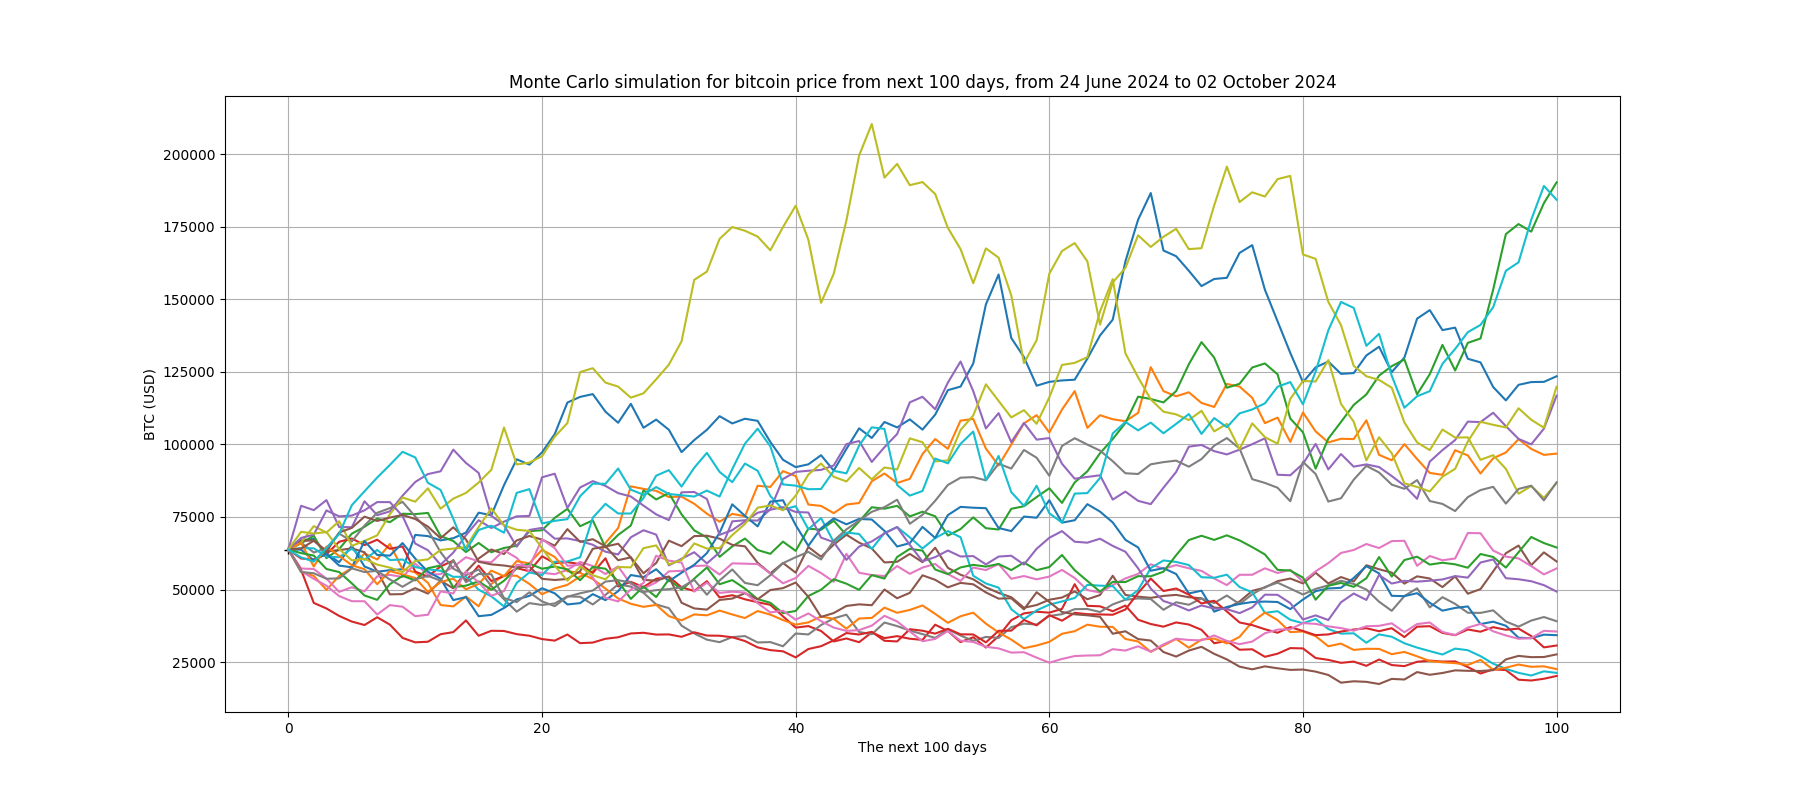 Monte Carlo simulation for bitcoin price from next 100 days, from 24 June 2024 to 02 October 2024
200000
175000
150000
125000
100000
75000
50000
25000
BTC (USD)
0 20 40 60 80 100
The next 100 days